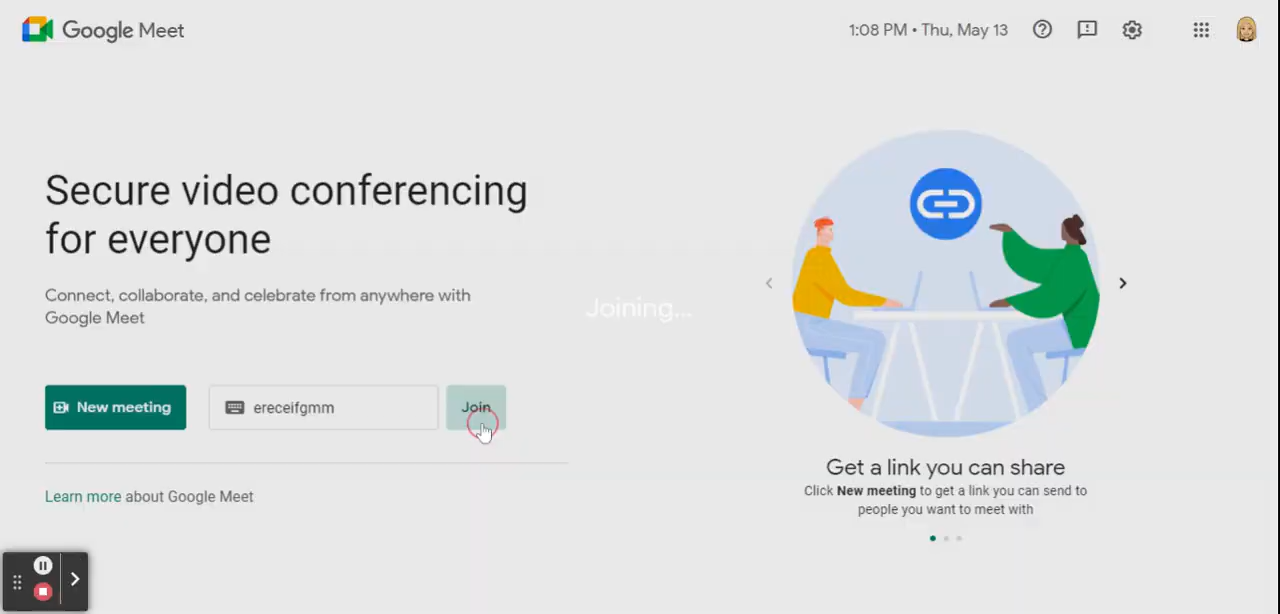 Google Meet
1:08 PM • Thu, May 13
Secure video conferencing
for everyone
Connect, collaborate, and celebrate from anywhere with
Google Meet
Joining...
New meeting
ereceifgmm
Join
Learn more about Google Meet
Get a link you can share
Click New meeting to get a link you can send to
people you want to meet with